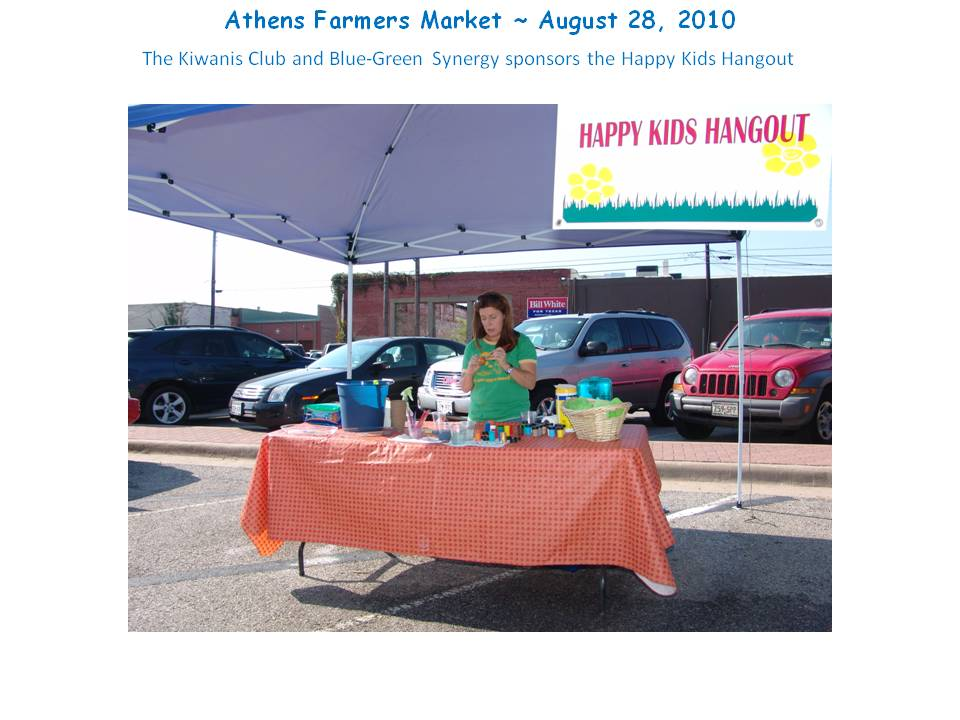 Athens Farmers Market ~ August 28, 2010
The Kiwanis Club and Blue-Green Synergy sponsors the Happy Kids Hangout
HAPPY KIDS HANGOUT
Bill White
FOR TEXAS